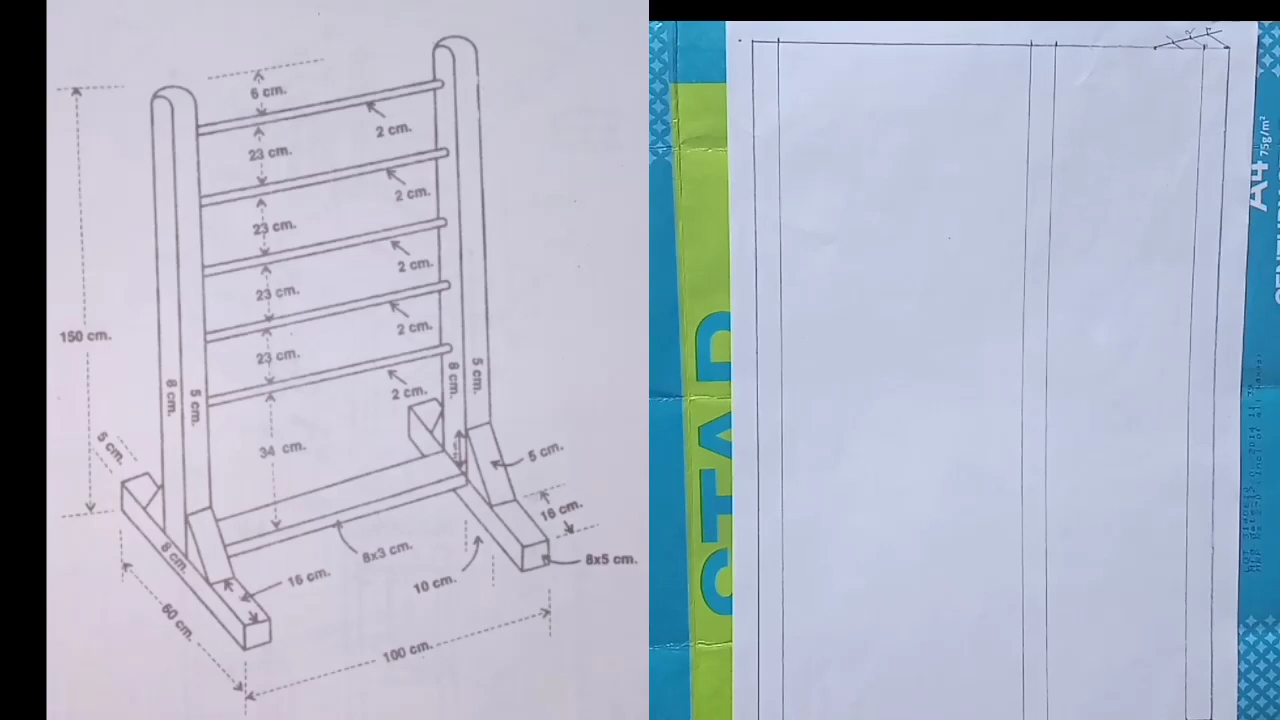 6 cm.
2 cm.
23 cm.
2 cm.
23 cm.
2 cm.
23 cm.
2 cm.
23 cm.
2 cm.
150 cm.
8 cm.
5 cm.
8 cm.
5 cm.
34 cm.
5 cm.
5 cm.
16 cm.
8x3 cm.
8x5 cm.
8 cm.
16 cm.
10 cm.
60 cm.
100 cm.
STAR
A4 75g/m²